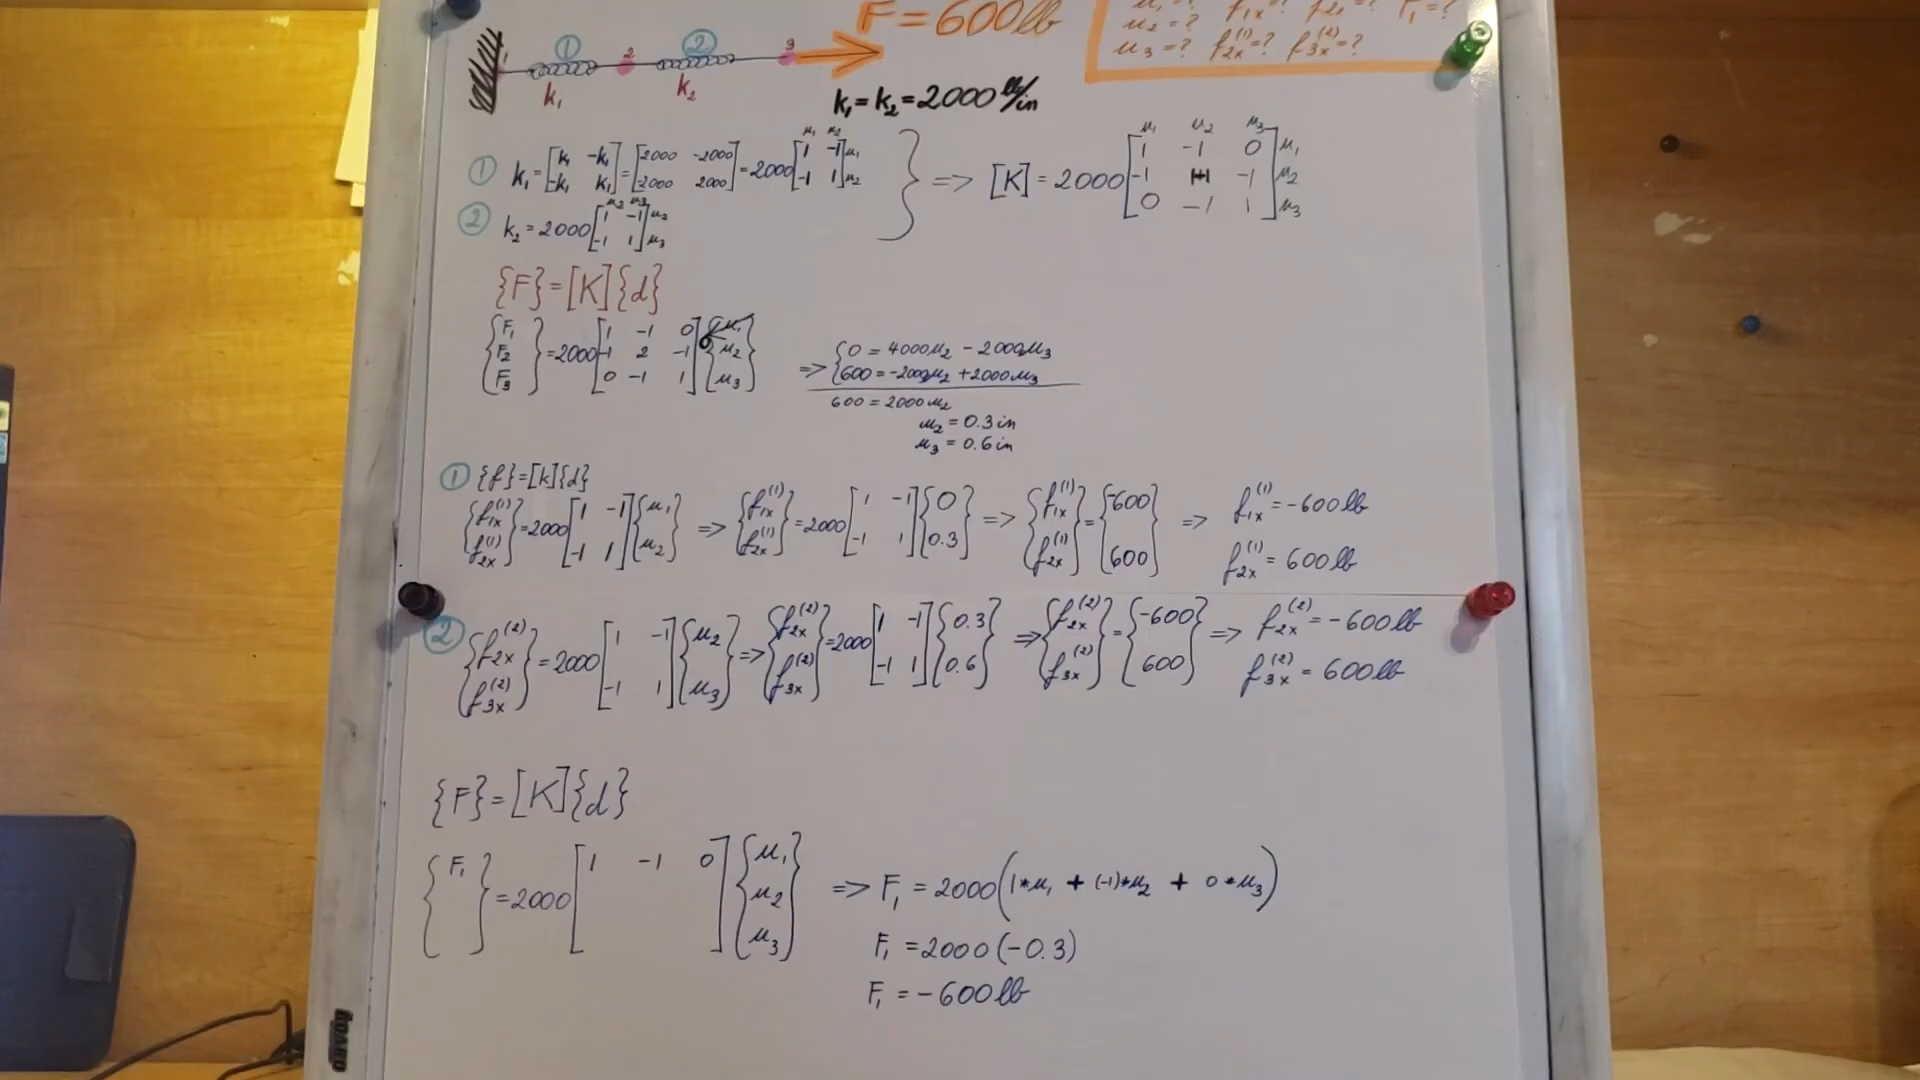 F = 600 lb
u₂ = ? f₁ₓ = ? f₂ₓ = ? F₁ = ?
u₃ = ? f₂ₓ⁽¹⁾ = ? f₃ₓ⁽²⁾ = ?
1 ① 2 ② 3
k₁ k₂
k₁ = k₂ = 2000 lb/in
① k₁ = [k₁ -k₁; -k₁ k₁] = [2000 -2000; -2000 2000] = 2000 [1 -1; -1 1] u₁ u₂ u₁ u₂ } => [K] = 2000 [1 -1 0; -1 1+1 -1; 0 -1 1] u₁ u₂ u₃ u₁ u₂ u₃
② k₂ = 2000 [1 -1; -1 1] u₂ u₃ u₂ u₃
{F} = [K]{d}
{F₁; F₂; F₃} = 2000 [1 -1 0; -1 2 -1; 0 -1 1] {u₁ 0; u₂; u₃} => {0 = 4000u₂ - 2000u₃
600 = -2000u₂ + 2000u₃
600 = 2000u₂
u₂ = 0.3 in
u₃ = 0.6 in
① {f} = [k]{d}
{f₁ₓ⁽¹⁾; f₂ₓ⁽¹⁾} = 2000 [1 -1; -1 1] {u₁; u₂} => {f₁ₓ⁽¹⁾; f₂ₓ⁽¹⁾} = 2000 [1 -1; -1 1] {0; 0.3} => {f₁ₓ⁽¹⁾; f₂ₓ⁽¹⁾} = {-600; 600} => f₁ₓ⁽¹⁾ = -600 lb
f₂ₓ⁽¹⁾ = 600 lb
② {f₂ₓ⁽²⁾; f₃ₓ⁽²⁾} = 2000 [1 -1; -1 1] {u₂; u₃} => {f₂ₓ⁽²⁾; f₃ₓ⁽²⁾} = 2000 [1 -1; -1 1] {0.3; 0.6} => {f₂ₓ⁽²⁾; f₃ₓ⁽²⁾} = {-600; 600} => f₂ₓ⁽²⁾ = -600 lb
f₃ₓ⁽²⁾ = 600 lb
{F} = [K]{d}
{F₁} = 2000 [1 -1 0] {u₁; u₂; u₃} => F₁ = 2000 (1*u₁ + (-1)*u₂ + 0*u₃)
F₁ = 2000 (-0.3)
F₁ = -600 lb